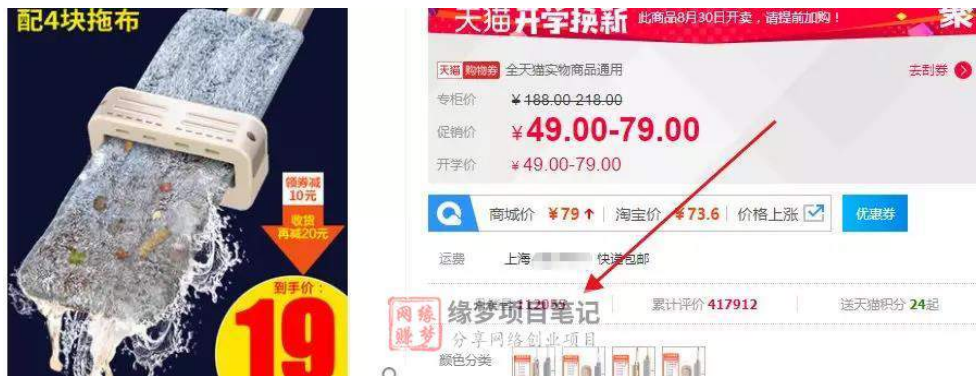 配4块拖布
领券减
10元
收货
再减20元
到手价:
19
天猫开学换新 此商品8月30日开卖,请提前加购! 聚
天猫 购物券 全天猫实物商品通用 去刮券
专柜价 ¥188.00-218.00
促销价 ¥49.00-79.00
开学价 ¥49.00-79.00
商城价 ¥79 淘宝价 ¥73.6 价格上涨 优惠券
运费 上海 快递包邮
112059 累计评价 417912 送天猫积分 24起
网缘赚梦
缘梦项目笔记
分享网络创业项目
颜色分类